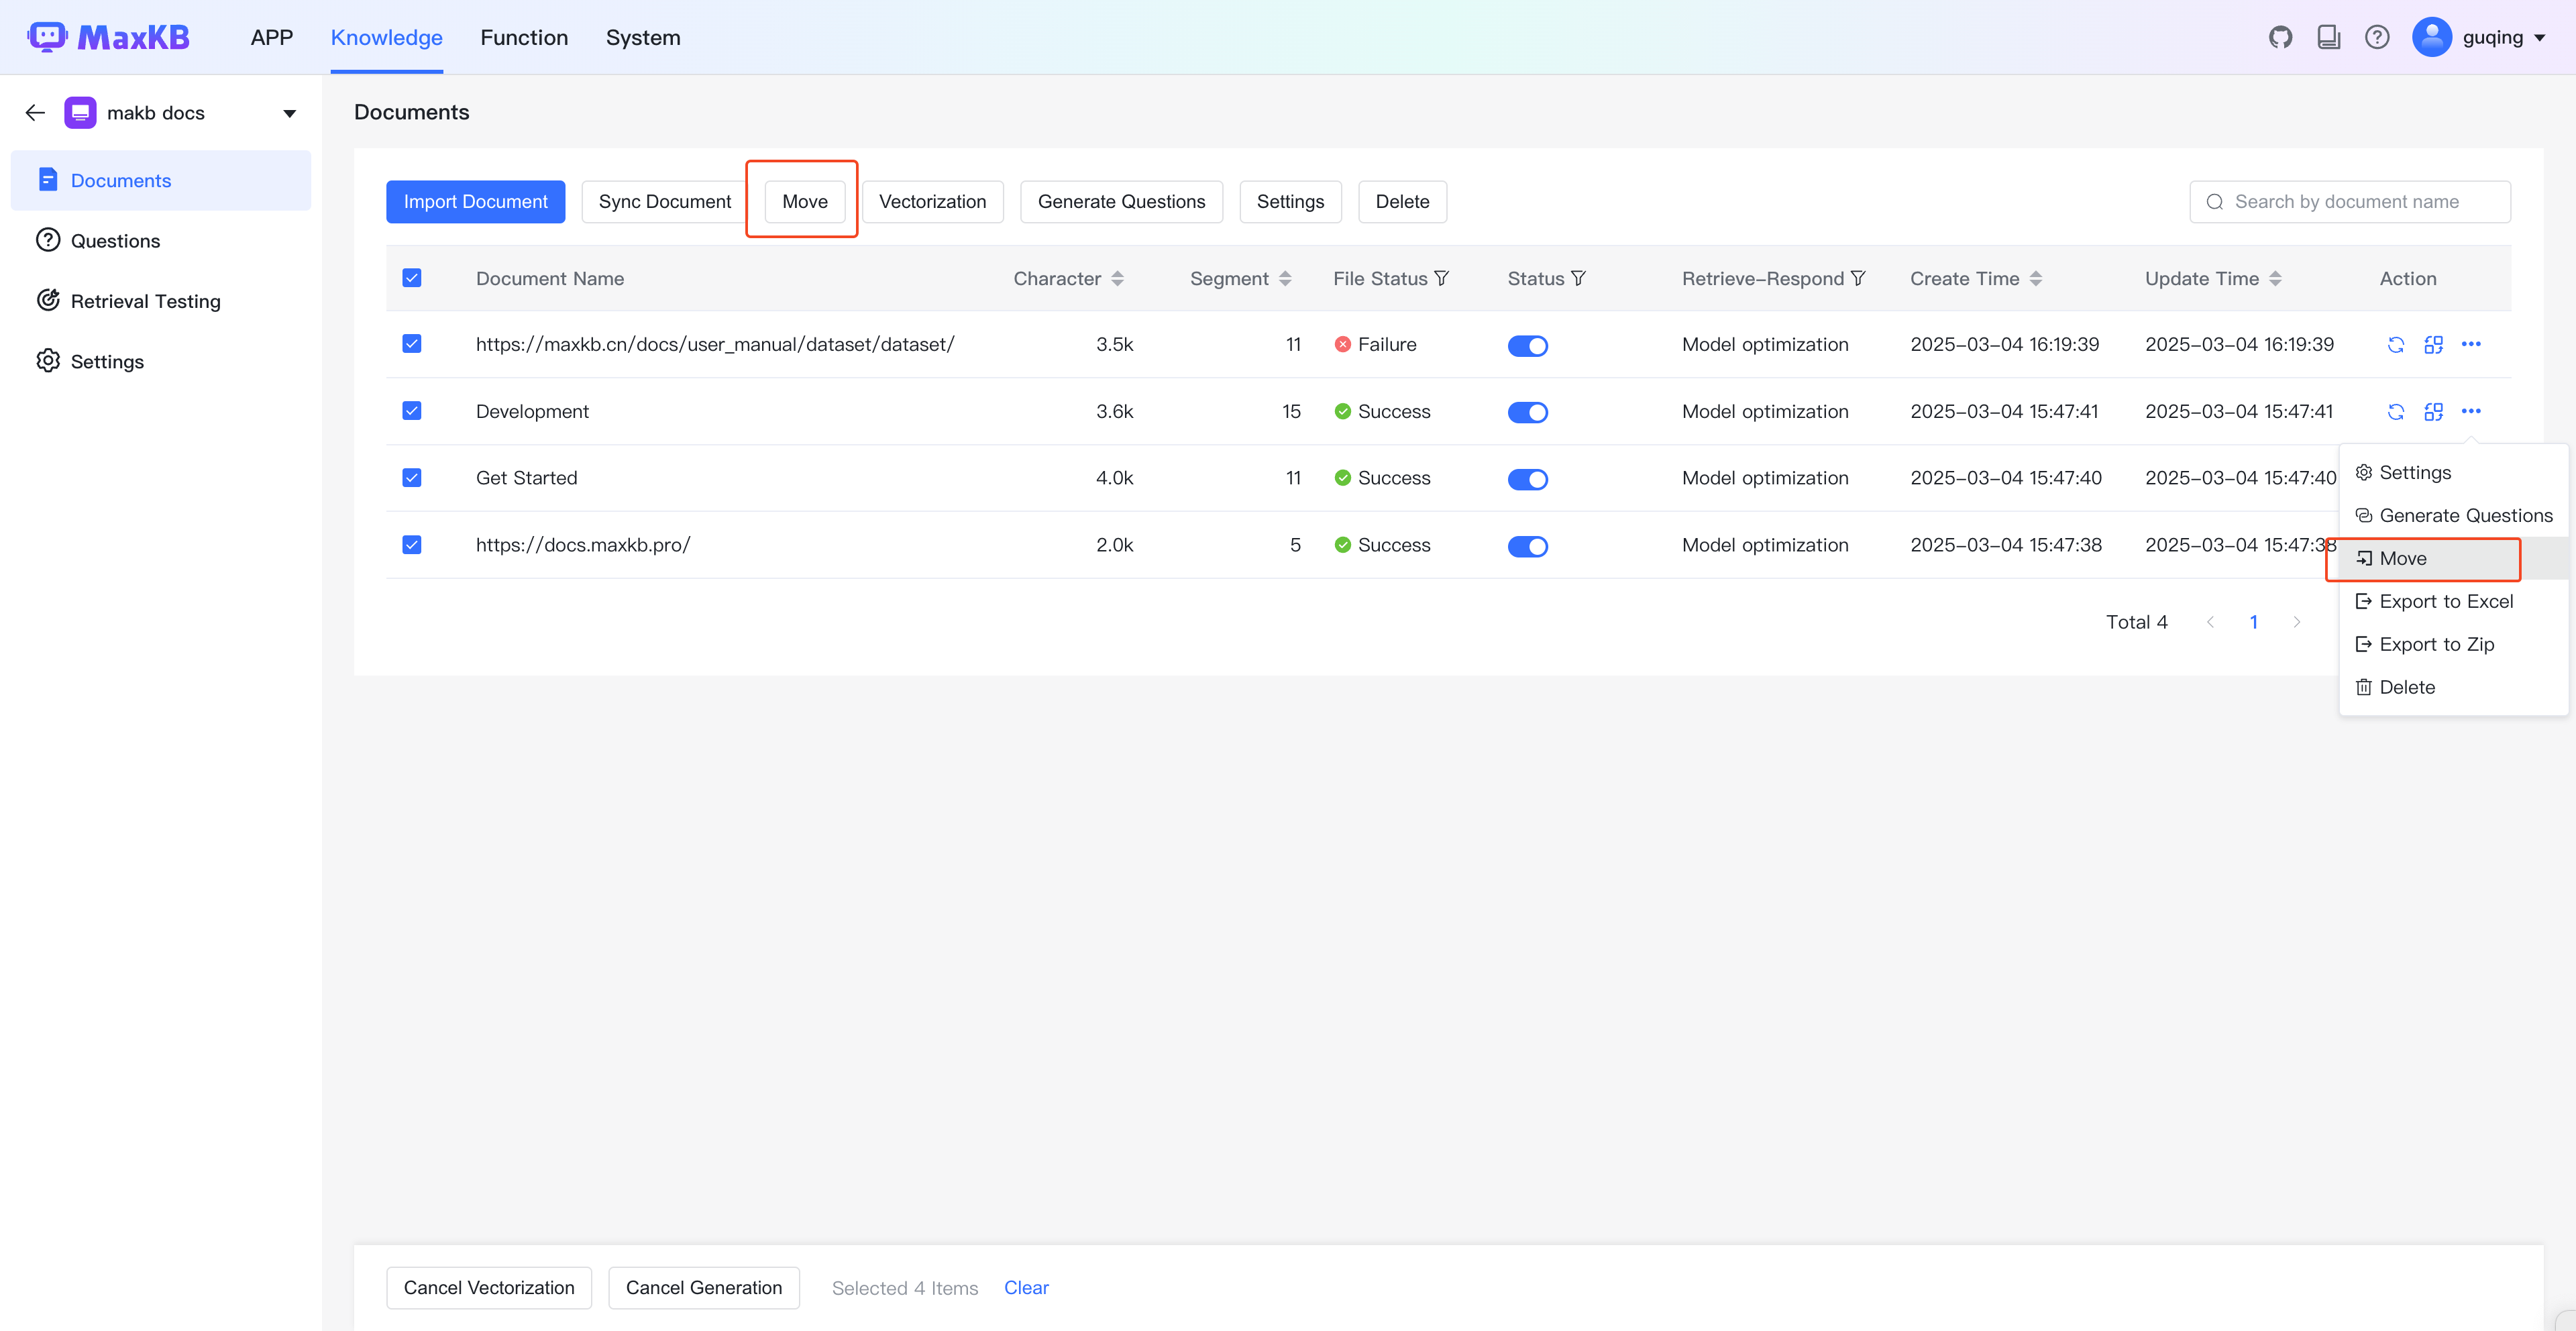 MaxKB APP Knowledge Function System guqing
makb docs
Documents
Questions
Retrieval Testing
Settings
Documents
Import Document Sync Document Move Vectorization Generate Questions Settings Delete Search by document name
Document Name Character Segment File Status Status Retrieve-Respond Create Time Update Time Action
https://maxkb.cn/docs/user_manual/dataset/dataset/ 3.5k 11 Failure Model optimization 2025-03-04 16:19:39 2025-03-04 16:19:39
Development 3.6k 15 Success Model optimization 2025-03-04 15:47:41 2025-03-04 15:47:41
Get Started 4.0k 11 Success Model optimization 2025-03-04 15:47:40 2025-03-04 15:47:40
https://docs.maxkb.pro/ 2.0k 5 Success Model optimization 2025-03-04 15:47:38 2025-03-04 15:47:38
Settings
Generate Questions
Move
Export to Excel
Export to Zip
Delete
Total 4 1
Cancel Vectorization Cancel Generation Selected 4 Items Clear